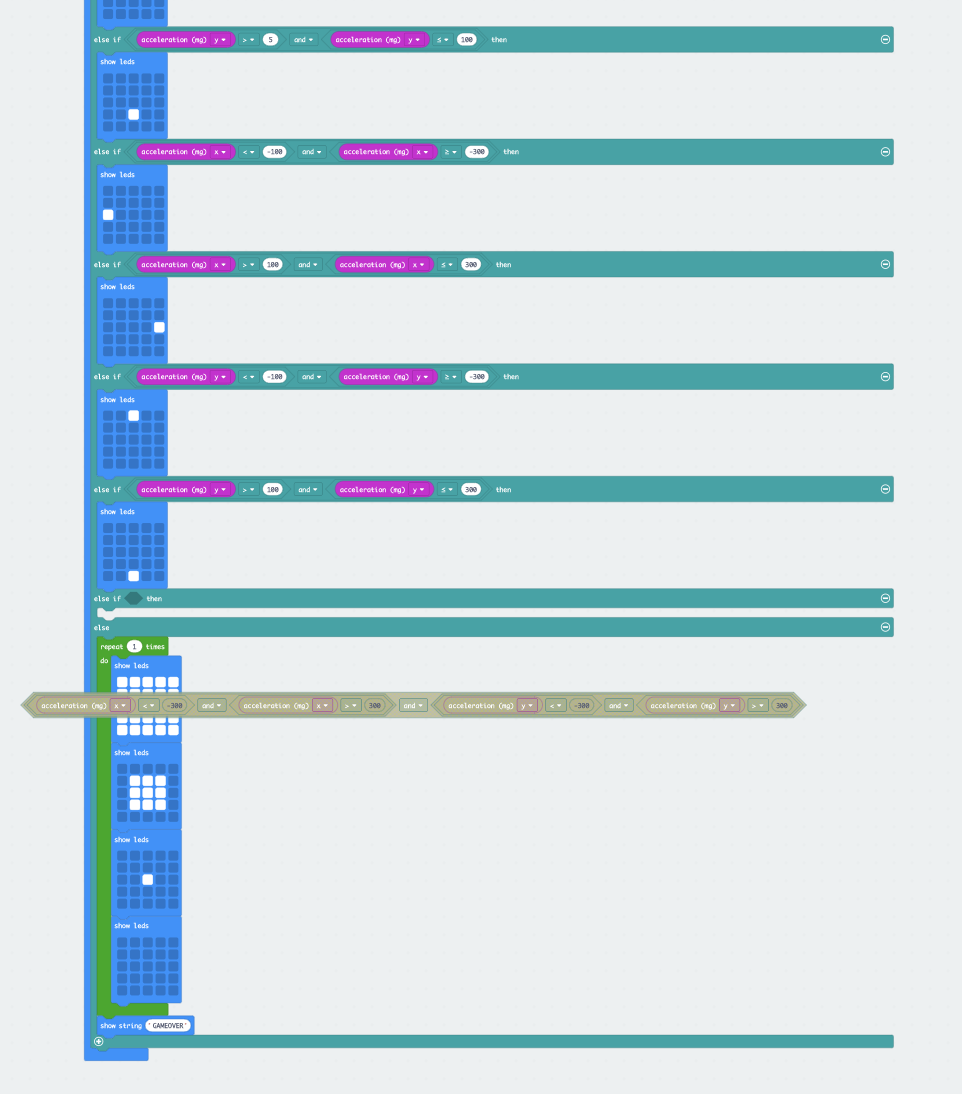 else if acceleration (mg) y > 5 and acceleration (mg) y ≤ 100 then
show leds
else if acceleration (mg) x < -100 and acceleration (mg) x ≥ -300 then
show leds
else if acceleration (mg) x > 100 and acceleration (mg) x ≤ 300 then
show leds
else if acceleration (mg) y < -100 and acceleration (mg) y ≥ -300 then
show leds
else if acceleration (mg) y > 100 and acceleration (mg) y ≤ 300 then
show leds
else if then
else
repeat 1 times
do show leds
acceleration (mg) x < -300 and acceleration (mg) x > 300 and acceleration (mg) y < -300 and acceleration (mg) y > 300
show leds
show leds
show leds
show string "GAMEOVER"